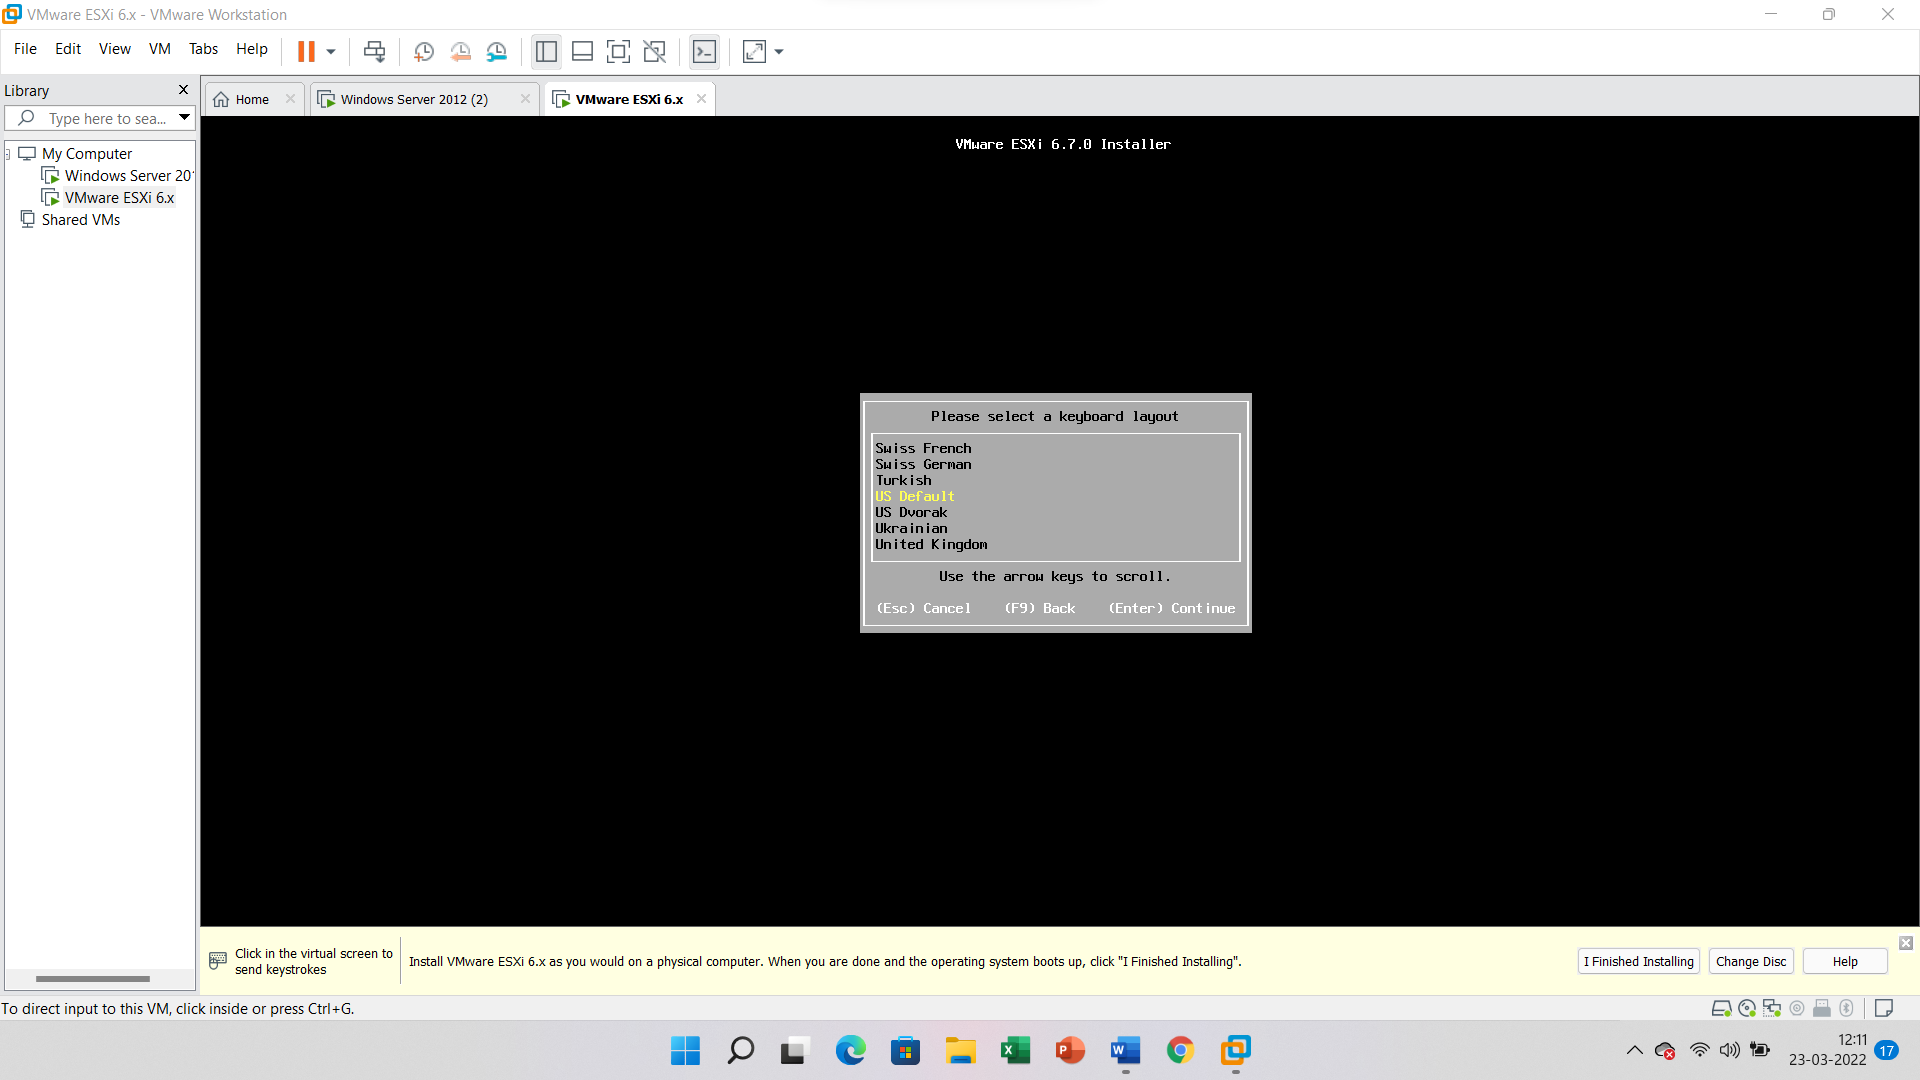 VMware ESXi 6.x - VMware Workstation
File Edit View VM Tabs Help
Library
Type here to sea...
My Computer
Windows Server 20
VMware ESXi 6.x
Shared VMs
Home
Windows Server 2012 (2)
VMware ESXi 6.x
VMware ESXi 6.7.0 Installer
Please select a keyboard layout
Swiss French
Swiss German
Turkish
US Default
US Dvorak
Ukrainian
United Kingdom
Use the arrow keys to scroll.
(Esc) Cancel (F9) Back (Enter) Continue
Click in the virtual screen to
send keystrokes
Install VMware ESXi 6.x as you would on a physical computer. When you are done and the operating system boots up, click "I Finished Installing".
I Finished Installing
Change Disc
Help
To direct input to this VM, click inside or press Ctrl+G.
12:11
23-03-2022
17